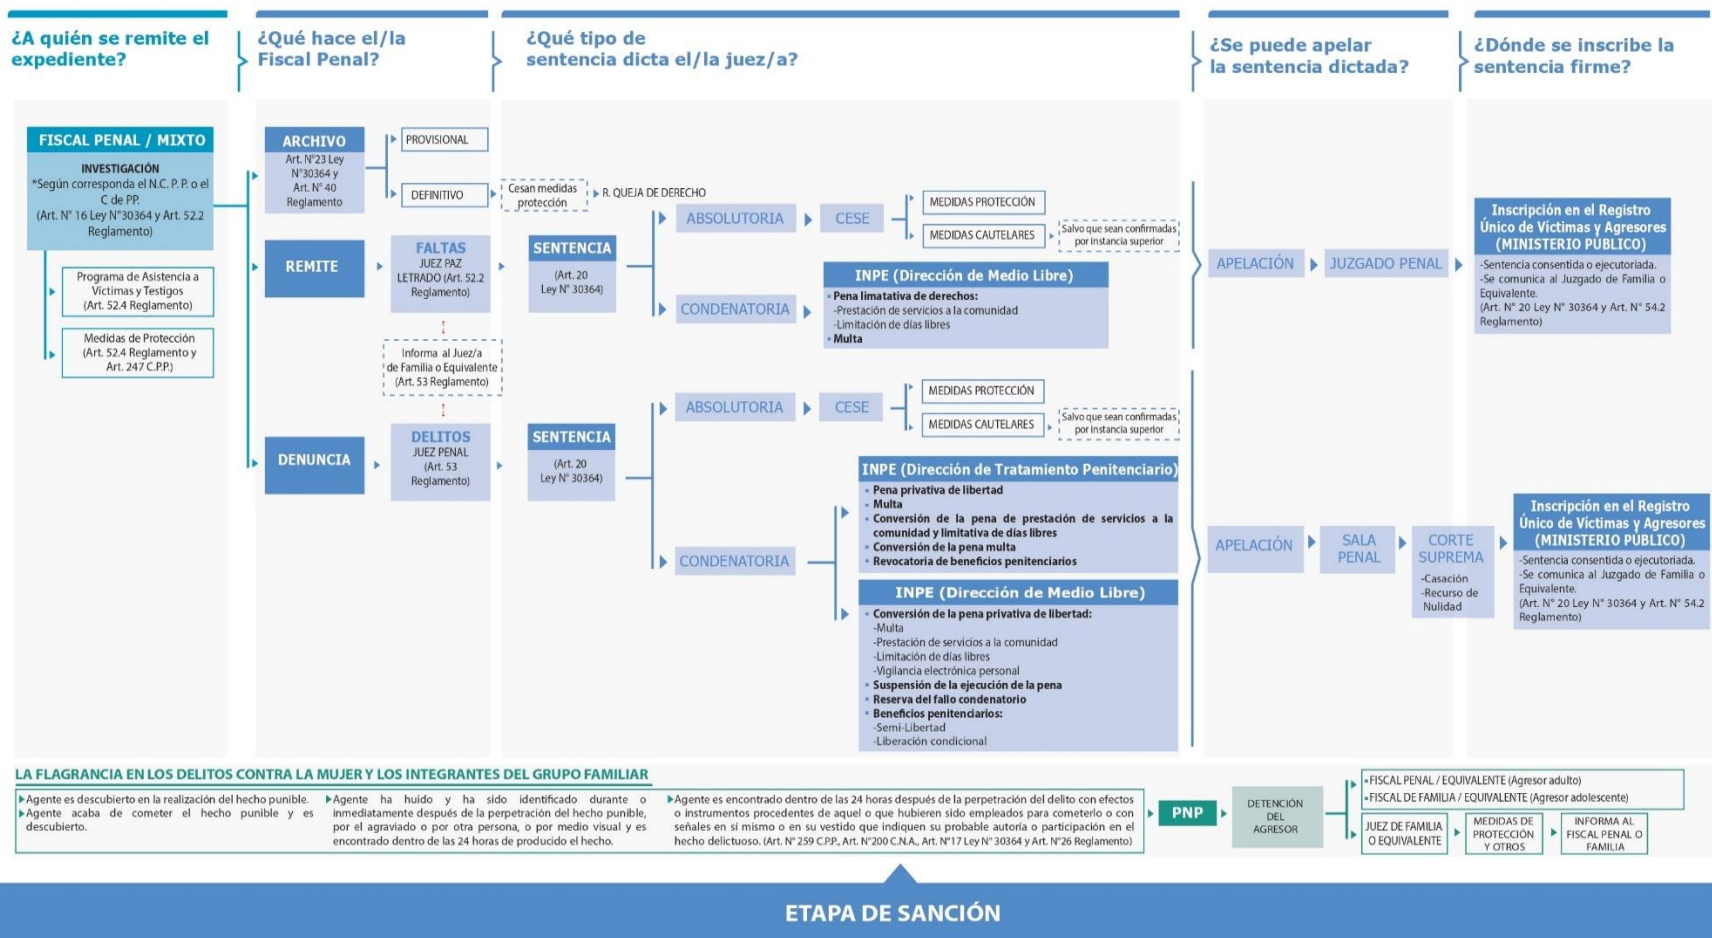 ¿A quién se remite el
expediente?
¿Qué hace el/la
Fiscal Penal?
¿Qué tipo de
sentencia dicta el/la juez/a?
¿Se puede apelar
la sentencia dictada?
¿Dónde se inscribe la
sentencia firme?
FISCAL PENAL / MIXTO
INVESTIGACIÓN
*Según corresponda el N.C. P. P. o el
C de PP.
(Art. N° 16 Ley N°30364 y Art. 52.2
Reglamento)
Programa de Asistencia a
Víctimas y Testigos
(Art. 52.4 Reglamento)
Medidas de Protección
(Art. 52.4 Reglamento y
Art. 247 C.P.P.)
ARCHIVO
Art. N°23 Ley
N°30364 y
Art. N° 40
Reglamento
PROVISIONAL
DEFINITIVO
Cesan medidas
protección
R. QUEJA DE DERECHO
REMITE
FALTAS
JUEZ PAZ
LETRADO (Art. 52.2
Reglamento)
Informa al Juez/a
de Familia o Equivalente
(Art. 53 Reglamento)
DENUNCIA
DELITOS
JUEZ PENAL
(Art. 53
Reglamento)
SENTENCIA
(Art. 20
Ley N° 30364)
ABSOLUTORIA
CESE
MEDIDAS PROTECCIÓN
MEDIDAS CAUTELARES
Salvo que sean confirmadas
por instancia superior
CONDENATORIA
INPE (Dirección de Medio Libre)
• Pena limatativa de derechos:
-Prestación de servicios a la comunidad
-Limitación de días libres
• Multa
SENTENCIA
(Art. 20
Ley N° 30364)
ABSOLUTORIA
CESE
MEDIDAS PROTECCIÓN
MEDIDAS CAUTELARES
Salvo que sean confirmadas
por instancia superior
CONDENATORIA
INPE (Dirección de Tratamiento Penitenciario)
• Pena privativa de libertad
• Multa
• Conversión de la pena de prestación de servicios a la
comunidad y limitativa de días libres
• Conversión de la pena multa
• Revocatoria de beneficios penitenciarios
INPE (Dirección de Medio Libre)
• Conversión de la pena privativa de libertad:
-Multa
-Prestación de servicios a la comunidad
-Limitación de días libres
-Vigilancia electrónica personal
• Suspensión de la ejecución de la pena
• Reserva del fallo condenatorio
• Beneficios penitenciarios:
-Semi-Libertad
-Liberación condicional
APELACIÓN
JUZGADO PENAL
Inscripción en el Registro
Único de Víctimas y Agresores
(MINISTERIO PÚBLICO)
-Sentencia consentida o ejecutoriada.
-Se comunica al Juzgado de Familia o
Equivalente.
(Art. N° 20 Ley N° 30364 y Art. N° 54.2
Reglamento)
APELACIÓN
SALA
PENAL
CORTE
SUPREMA
-Casación
-Recurso de
Nulidad
Inscripción en el Registro
Único de Víctimas y Agresores
(MINISTERIO PÚBLICO)
-Sentencia consentida o ejecutoriada.
-Se comunica al Juzgado de Familia o
Equivalente.
(Art. N° 20 Ley N° 30364 y Art. N° 54.2
Reglamento)
LA FLAGRANCIA EN LOS DELITOS CONTRA LA MUJER Y LOS INTEGRANTES DEL GRUPO FAMILIAR
Agente es descubierto en la realización del hecho punible.
Agente acaba de cometer el hecho punible y es
descubierto.
Agente ha huido y ha sido identificado durante o
inmediatamente después de la perpetración del hecho punible,
por el agraviado o por otra persona, o por medio visual y es
encontrado dentro de las 24 horas de producido el hecho.
Agente es encontrado dentro de las 24 horas después de la perpetración del delito con efectos
o instrumentos procedentes de aquel o que hubieren sido empleados para cometerlo o con
señales en sí mismo o en su vestido que indiquen su probable autoría o participación en el
hecho delictuoso. (Art. N° 259 C.P.P., Art. N°200 C.N.A., Art. N°17 Ley N° 30364 y Art. N°26 Reglamento)
PNP
DETENCIÓN
DEL
AGRESOR
•FISCAL PENAL / EQUIVALENTE (Agresor adulto)
•FISCAL DE FAMILIA / EQUIVALENTE (Agresor adolescente)
JUEZ DE FAMILIA
O EQUIVALENTE
MEDIDAS DE
PROTECCIÓN
Y OTROS
INFORMA AL
FISCAL PENAL O
FAMILIA
ETAPA DE SANCIÓN